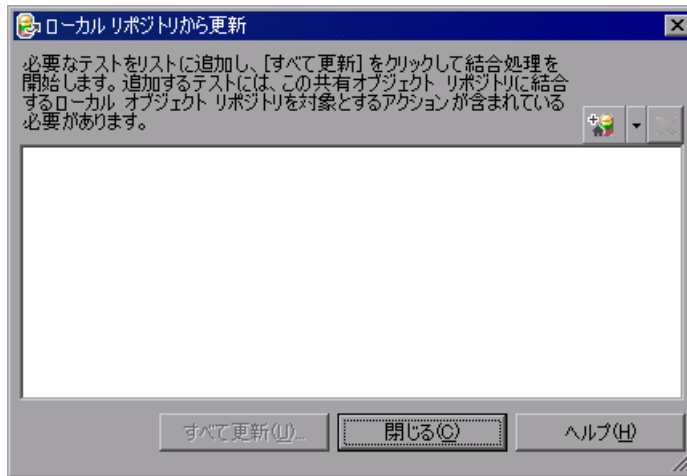 ローカル リポジトリから更新
必要なテストをリストに追加し、[すべて更新] をクリックして結合処理を
開始します。追加するテストには、この共有オブジェクト リポジトリに結合
するローカル オブジェクト リポジトリを対象とするアクションが含まれている
必要があります。
すべて更新(U)... 閉じる(C) ヘルプ(H)